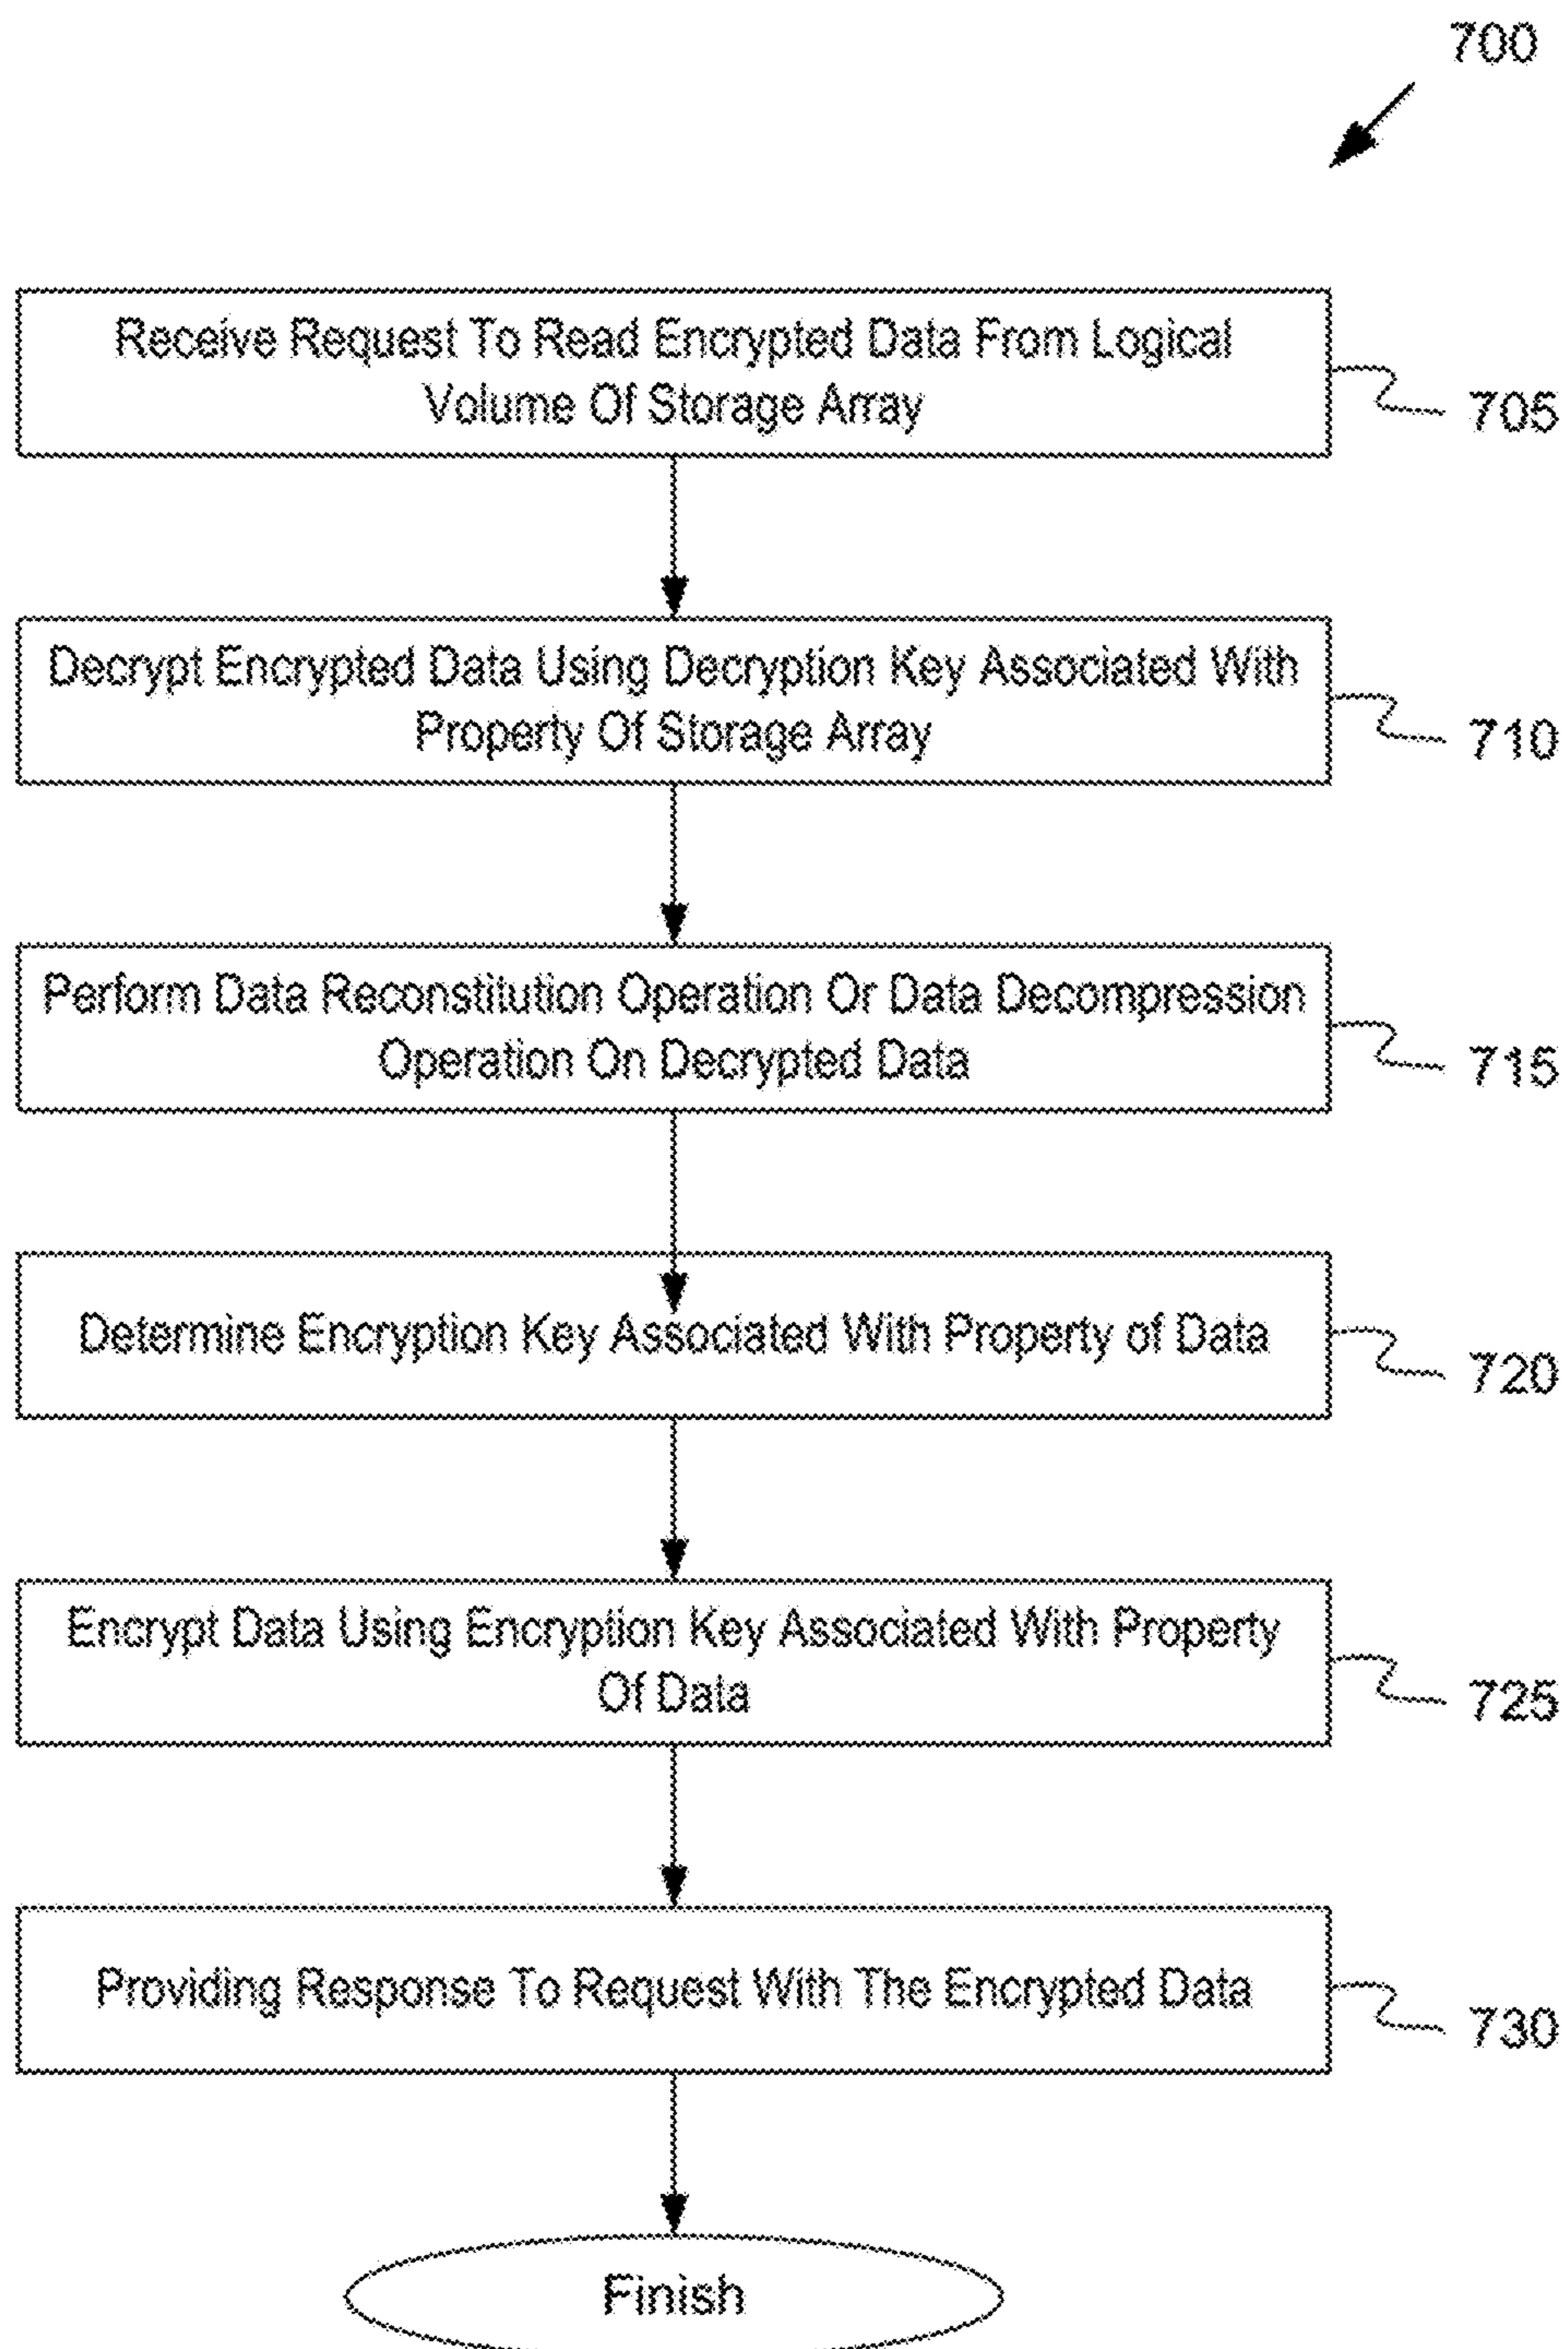 700
Receive Request To Read Encrypted Data From Logical
Volume Of Storage Array
705
Decrypt Encrypted Data Using Decryption Key Associated With
Property Of Storage Array
710
Perform Data Reconstitution Operation Or Data Decompression
Operation On Decrypted Data
715
Determine Encryption Key Associated With Property of Data
720
Encrypt Data Using Encryption Key Associated With Property
Of Data
725
Providing Response To Request With The Encrypted Data
730
Finish